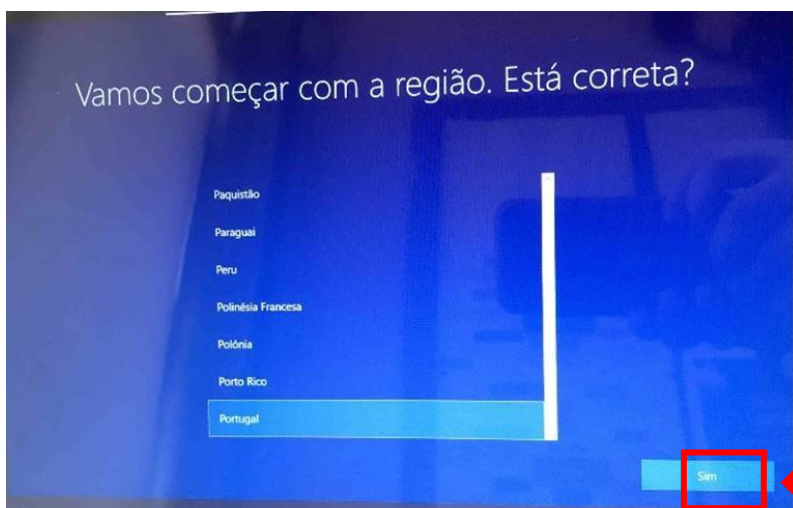 Vamos começar com a região. Está correta?
Paquistão
Paraguai
Peru
Polinésia Francesa
Polónia
Porto Rico
Portugal
Sim